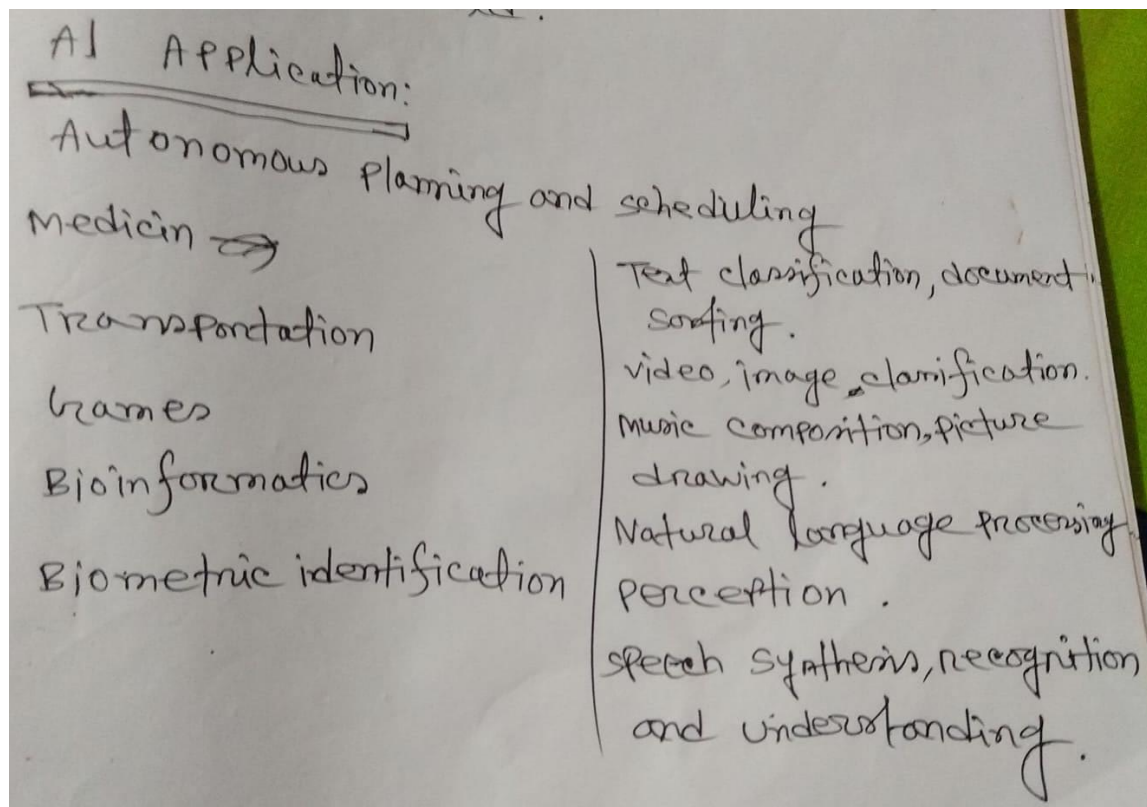 AI Application:
Autonomous planning and scheduling
Medicin →
Transportation
Games
Bioinformatics
Biometric identification
Text classification, document
sorting.
video, image classification.
music composition, picture
drawing.
Natural language processing
perception.
speech synthesis, recognition
and understanding.